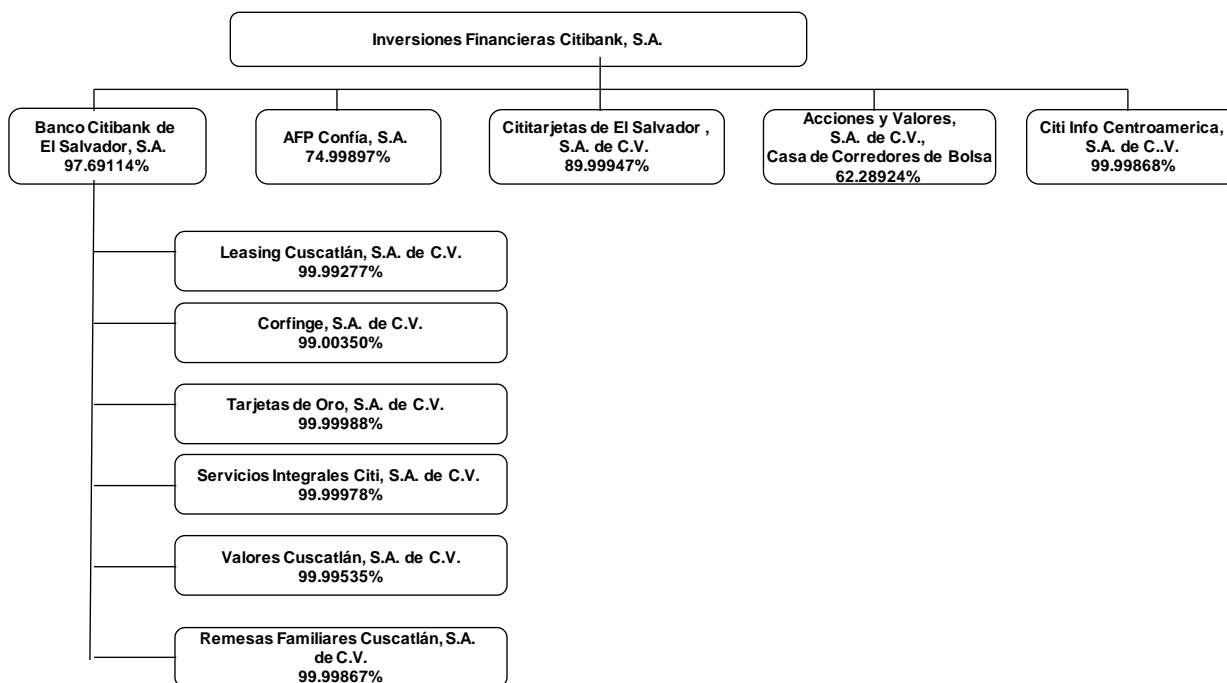 Inversiones Financieras Citibank, S.A.
Banco Citibank de
El Salvador, S.A.
97.69114%
AFP Confía, S.A.
74.99897%
Cititarjetas de El Salvador ,
S.A. de C.V.
89.99947%
Acciones y Valores,
S.A. de C.V.,
Casa de Corredores de Bolsa
62.28924%
Citi Info Centroamerica,
S.A. de C..V.
99.99868%
Leasing Cuscatlán, S.A. de C.V.
99.99277%
Corfinge, S.A. de C.V.
99.00350%
Tarjetas de Oro, S.A. de C.V.
99.99988%
Servicios Integrales Citi, S.A. de C.V.
99.99978%
Valores Cuscatlán, S.A. de C.V.
99.99535%
Remesas Familiares Cuscatlán, S.A.
de C.V.
99.99867%